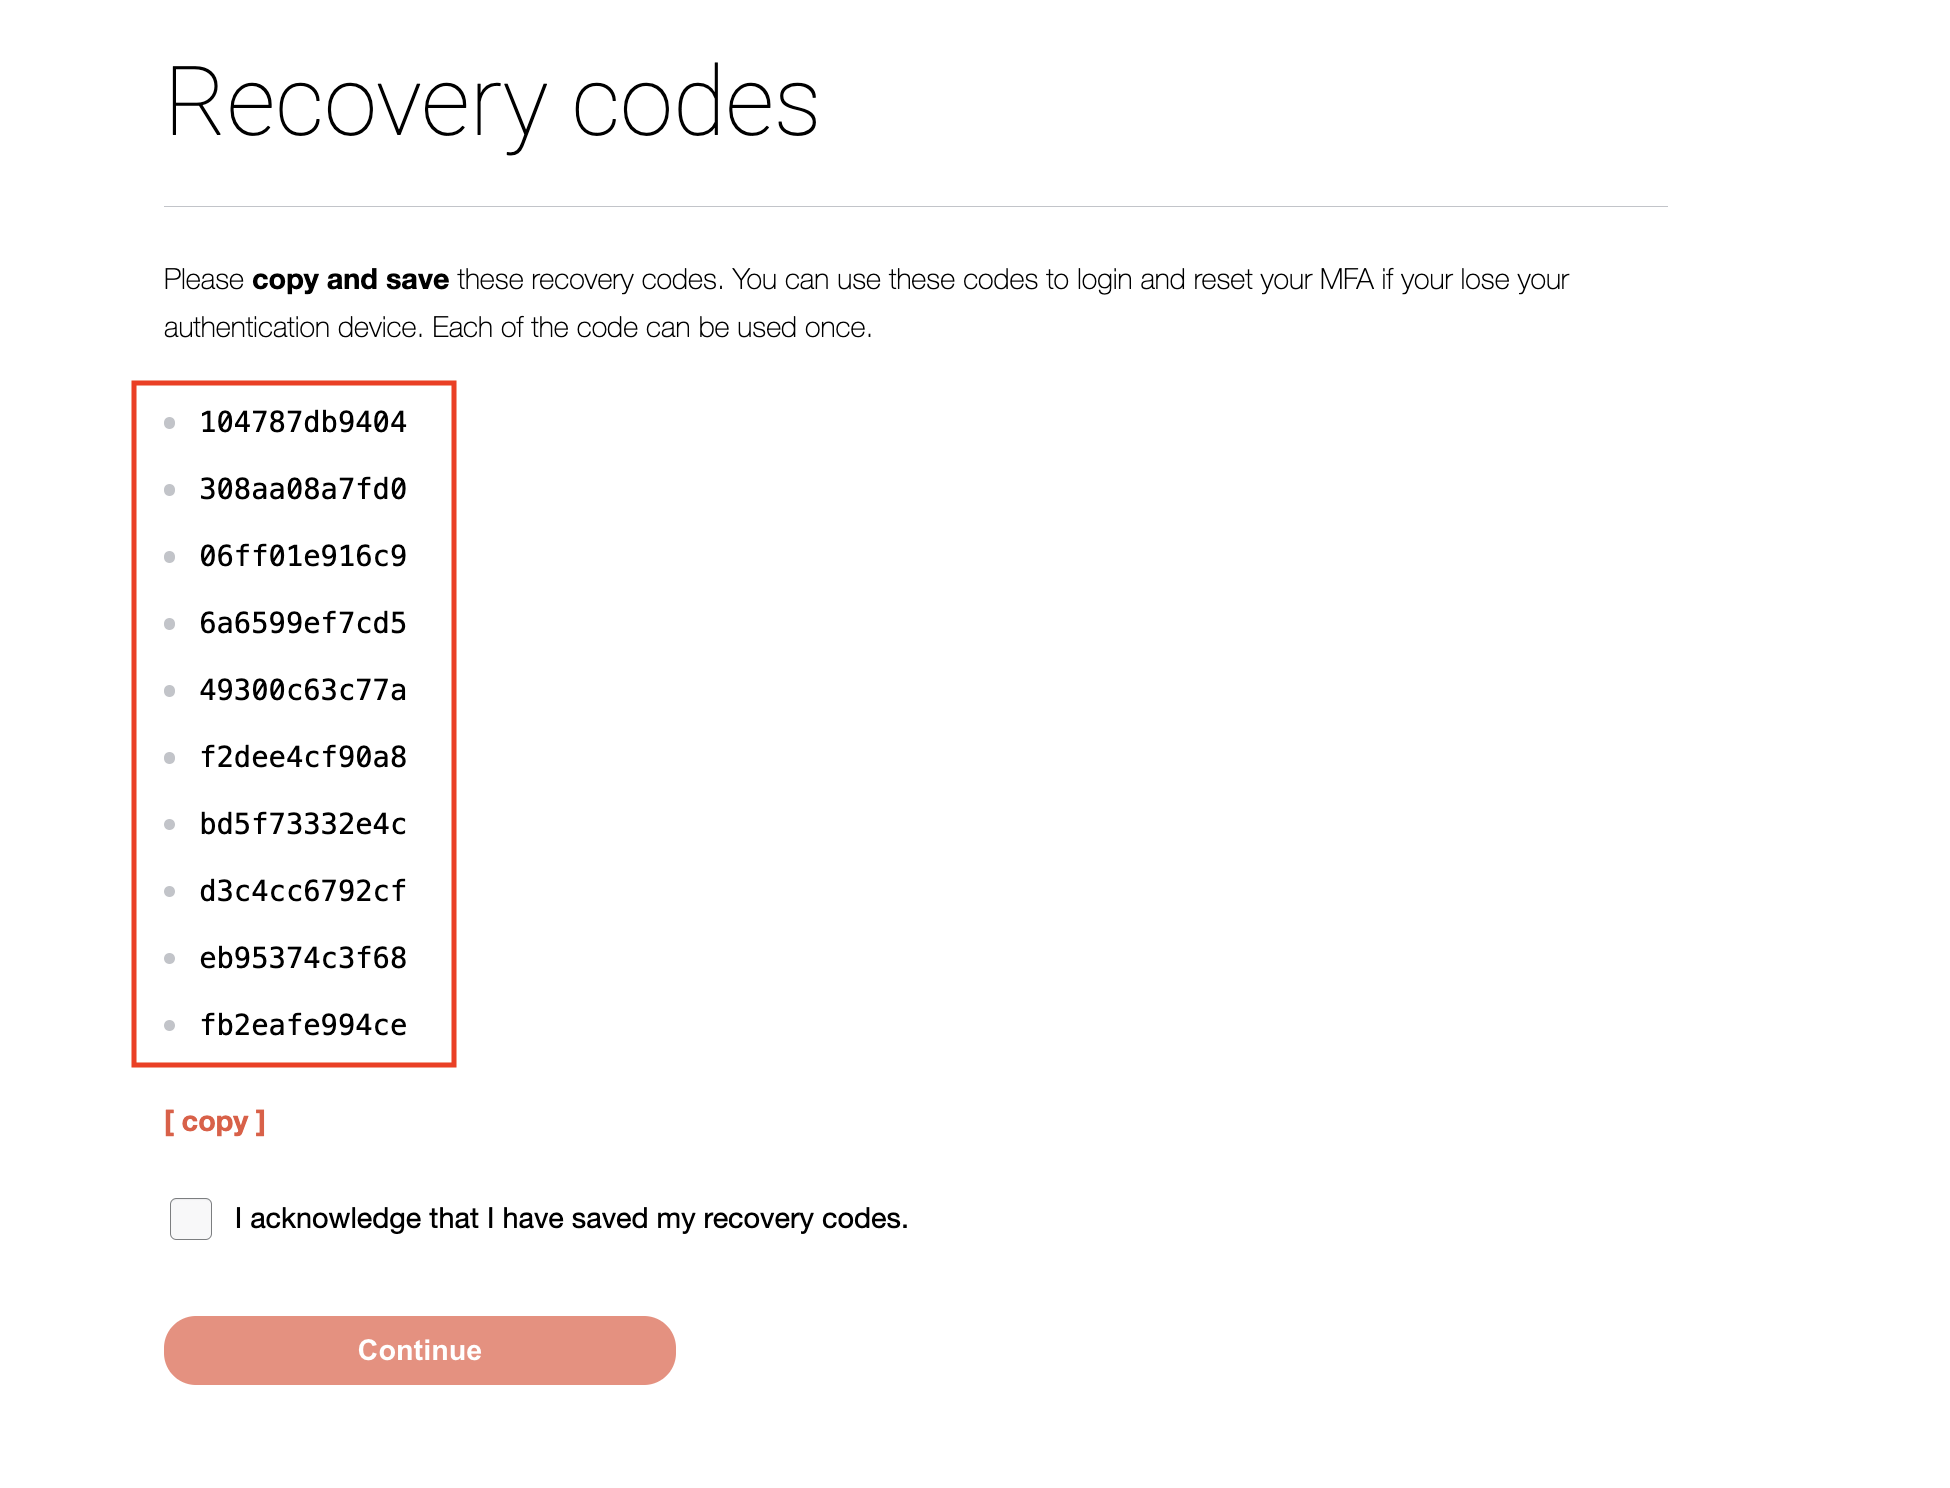 Recovery codes
Please copy and save these recovery codes. You can use these codes to login and reset your MFA if your lose your
authentication device. Each of the code can be used once.
104787db9404
308aa08a7fd0
06ff01e916c9
6a6599ef7cd5
49300c63c77a
f2dee4cf90a8
bd5f73332e4c
d3c4cc6792cf
eb95374c3f68
fb2eafe994ce
[ copy ]
I acknowledge that I have saved my recovery codes.
Continue